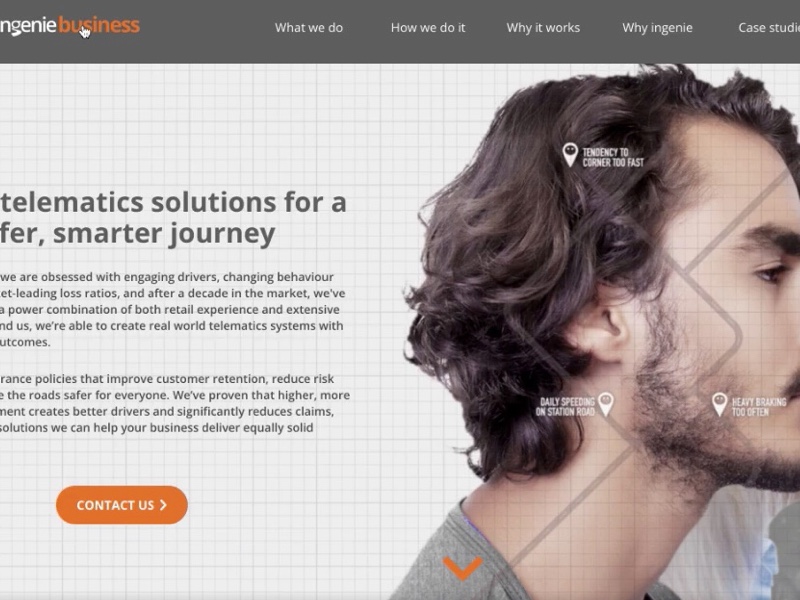 ngenie business
What we do
How we do it
Why it works
Why ingenie
Case studie
TENDENCY TO
CORNER TOO FAST
telematics solutions for a
fer, smarter journey
we are obsessed with engaging drivers, changing behaviour
et-leading loss ratios, and after a decade in the market, we've
a power combination of both retail experience and extensive
nd us, we're able to create real world telematics systems with
utcomes.
rance policies that improve customer retention, reduce risk
e the roads safer for everyone. We've proven that higher, more
ment creates better drivers and significantly reduces claims,
solutions we can help your business deliver equally solid
DAILY SPEEDING
ON STATION ROAD
HEAVY BRAKING
TOO OFTEN
CONTACT US